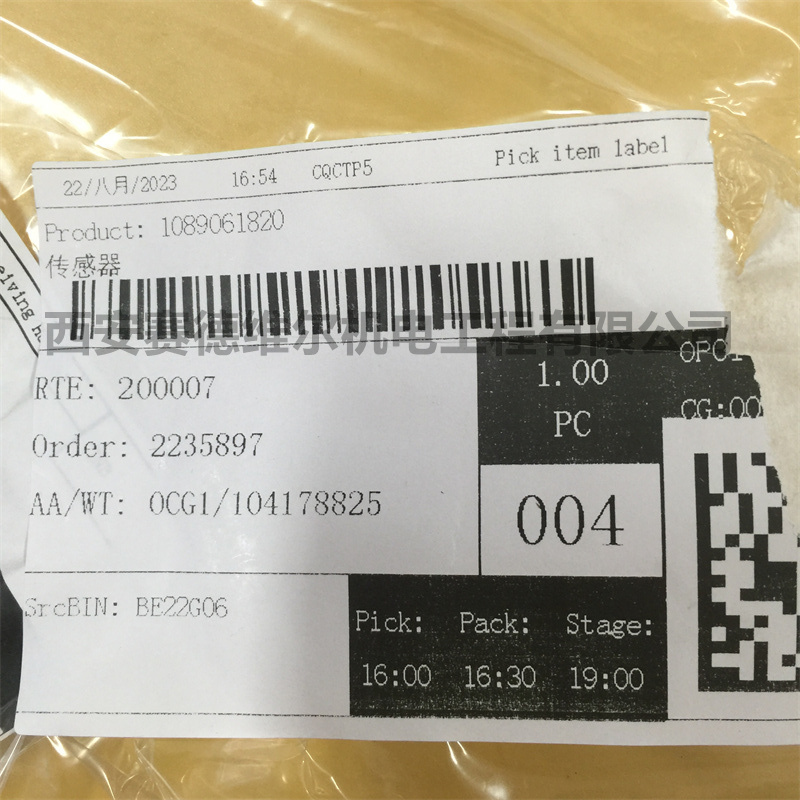 22/八月/2023 16:54 CQCTP5 Pick item label
Product: 1089061820
传感器
西安赛德维尔机电工程有限公司
RTE: 200007
Order: 2235897
AA/WT: OCG1/104178825
1.00
PC
CG:00
004
SrcBIN: BE22G06
Pick: Pack: Stage:
16:00 16:30 19:00